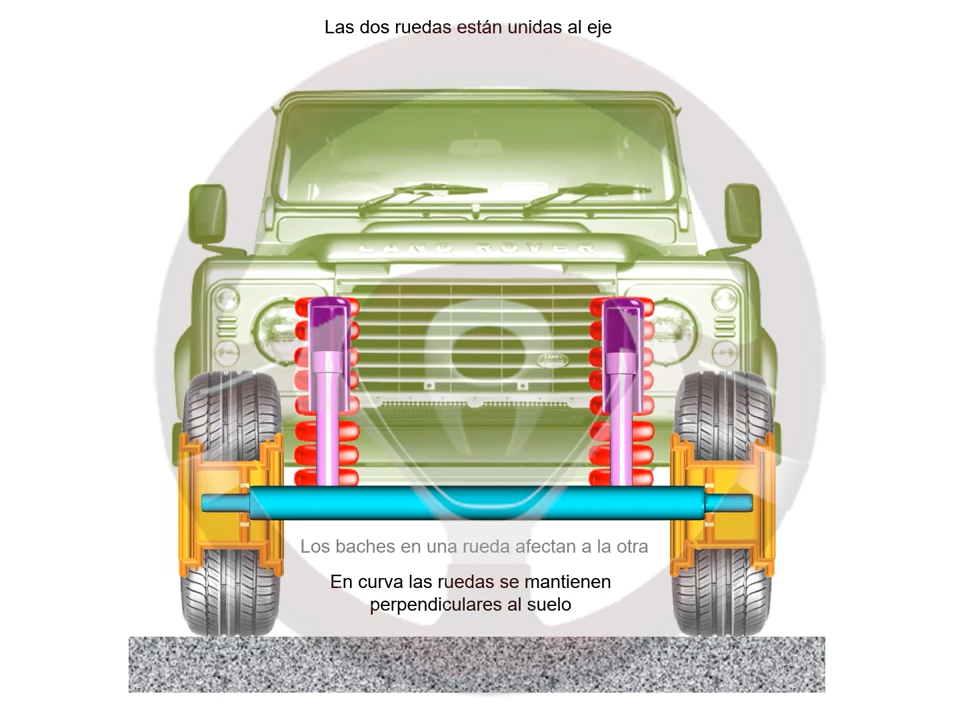 Las dos ruedas están unidas al eje
LAND ROVER
Los baches en una rueda afectan a la otra
En curva las ruedas se mantienen
perpendiculares al suelo